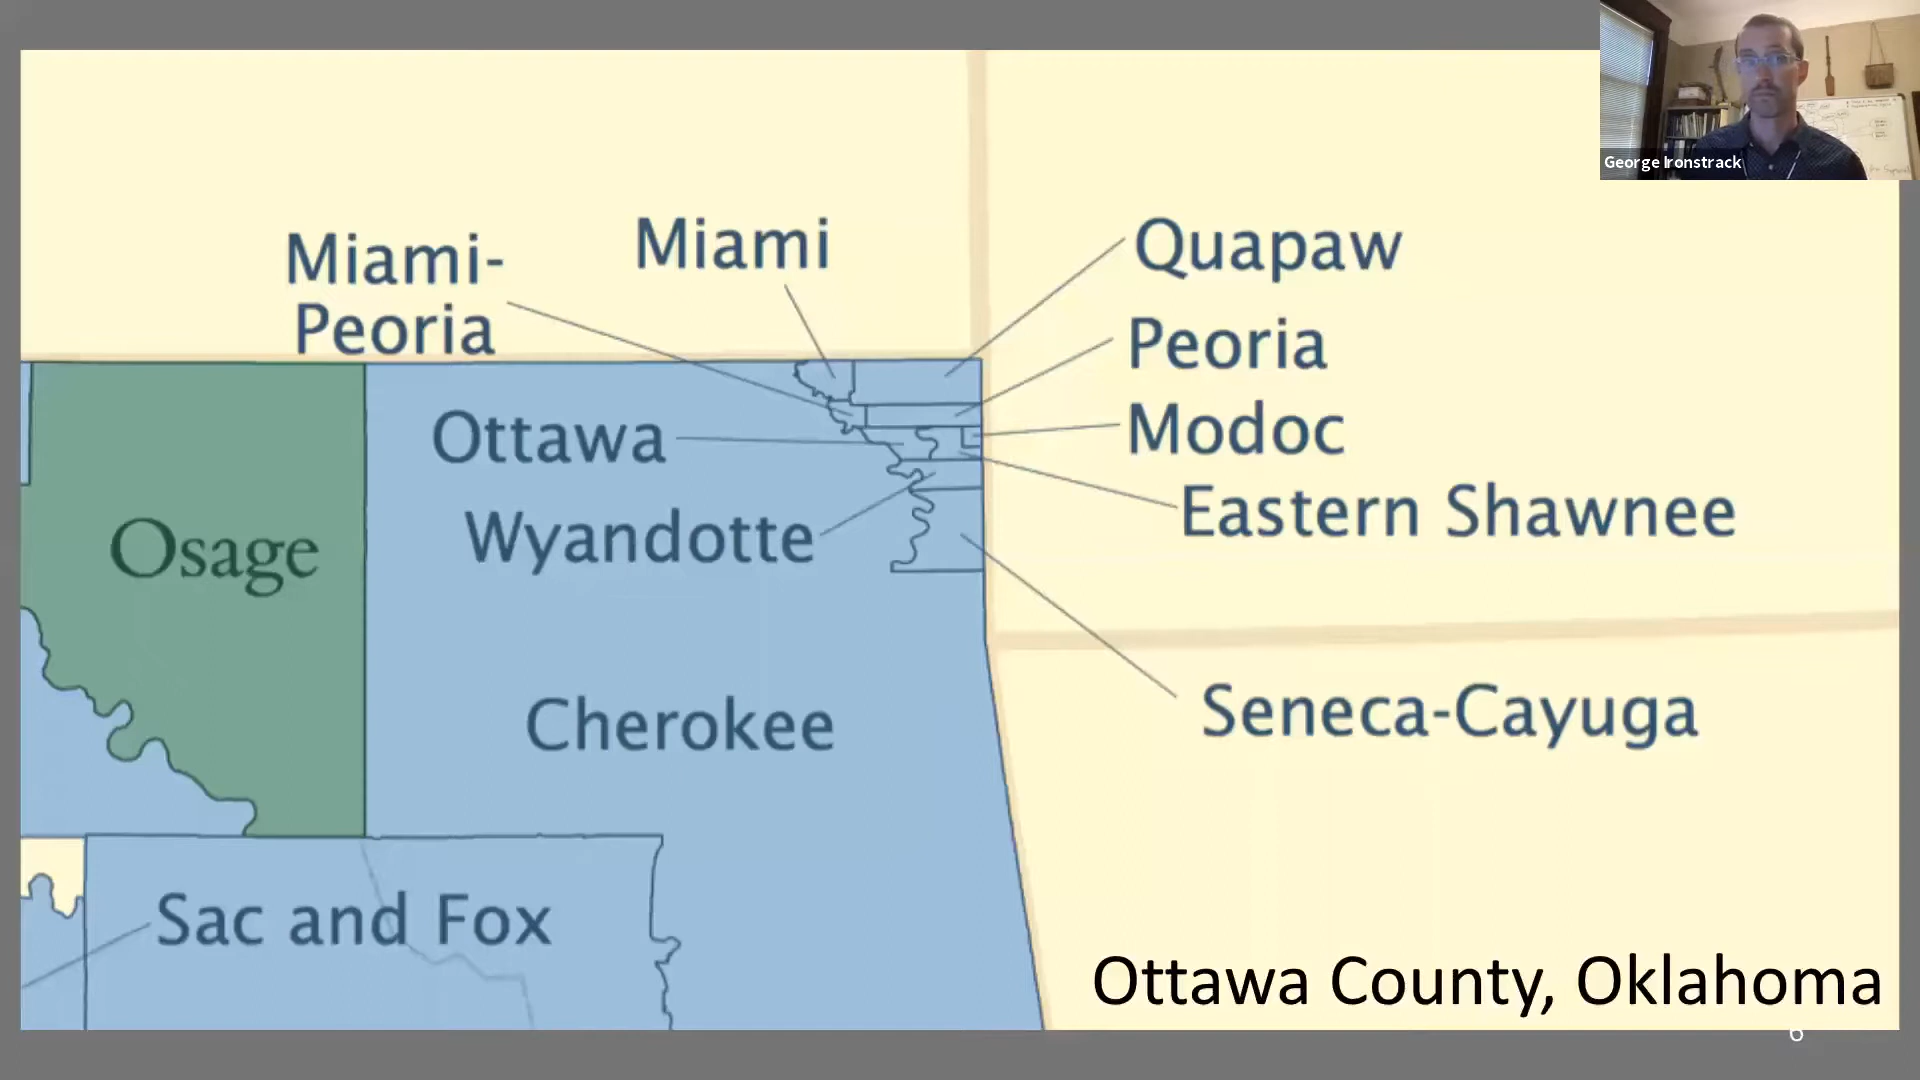 George Ironstrack
Miami-
Peoria
Miami
Quapaw
Peoria
Ottawa
Modoc
Eastern Shawnee
Wyandotte
Osage
Cherokee
Seneca-Cayuga
Sac and Fox
Ottawa County, Oklahoma
6